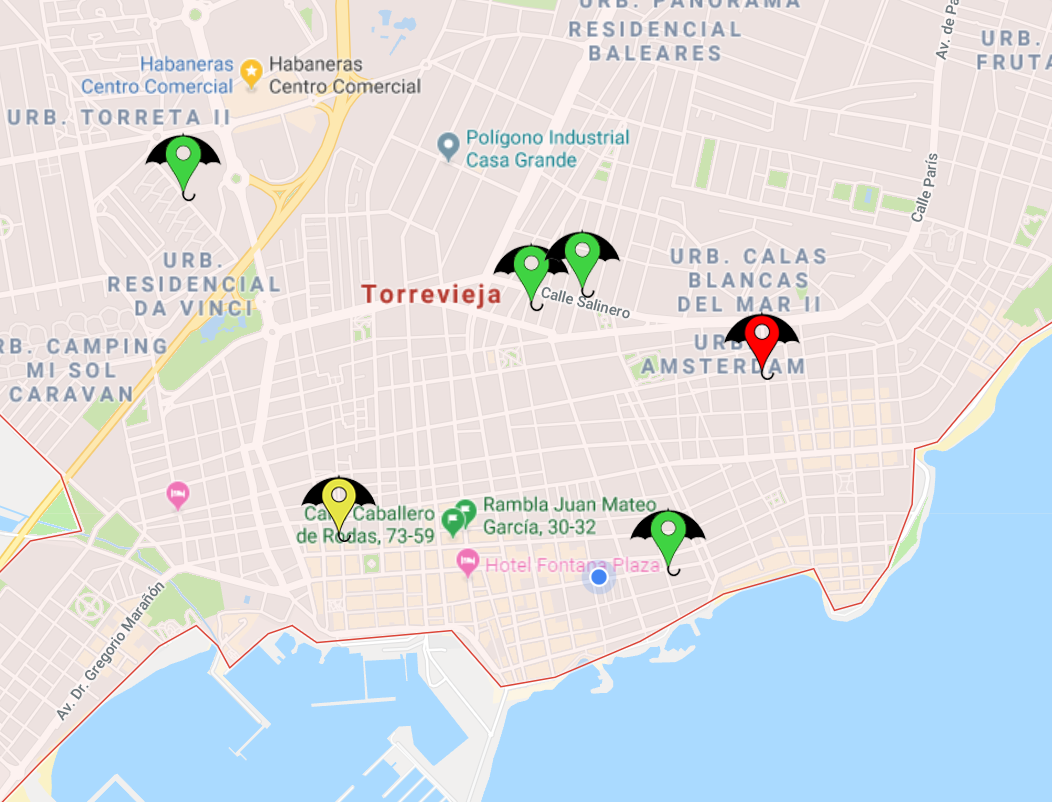 URB. PANORAMA
RESIDENCIAL
BALEARES
Av. de Pa
URB.
FRUTA
Habaneras
Centro Comercial
Habaneras
Centro Comercial
URB. TORRETA II
Polígono Industrial
Casa Grande
Calle París
URB.
RESIDENCIAL
DA VINCI
URB. CALAS
BLANCAS
DEL MAR II
Torrevieja
Calle Salinero
RB. CAMPING
MI SOL
CARAVAN
URB.
AMSTERDAM
Calle Caballero
de Rodas, 73-59
Rambla Juan Mateo
García, 30-32
Hotel Fontana Plaza
Av. Dr. Gregorio Marañón